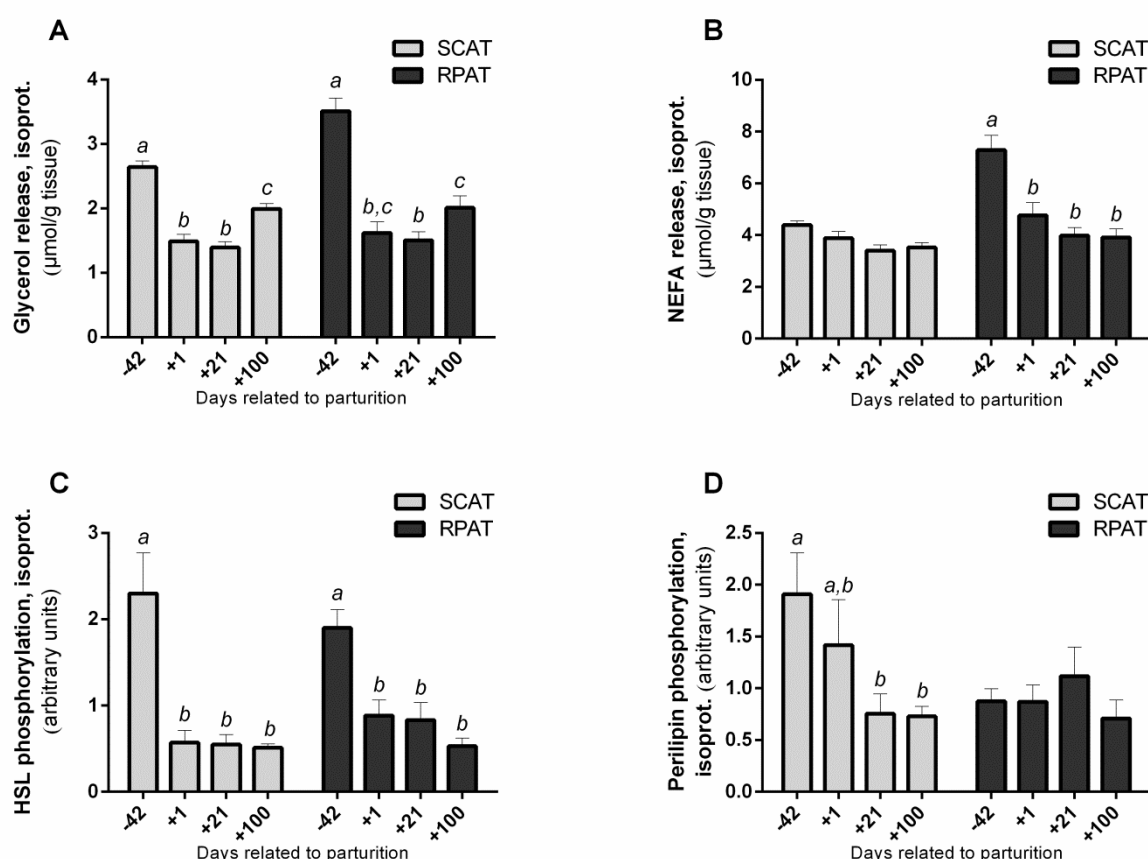 A
SCAT
RPAT
Glycerol release, isoprot.
(µmol/g tissue)
4
3
2
1
0
a
b
b
c
a
b,c
b
c
-42
+1
+21
+100
-42
+1
+21
+100
Days related to parturition
B
SCAT
RPAT
NEFA release, isoprot.
(µmol/g tissue)
10
8
6
4
2
0
a
b
b
b
-42
+1
+21
+100
-42
+1
+21
+100
Days related to parturition
C
SCAT
RPAT
HSL phosphorylation, isoprot.
(arbitrary units)
3
2
1
0
a
b
b
b
a
b
b
b
-42
+1
+21
+100
-42
+1
+21
+100
Days related to parturition
D
SCAT
RPAT
Perilipin phosphorylation,
isoprot. (arbitrary units)
2.5
2.0
1.5
1.0
0.5
0.0
a
a,b
b
b
-42
+1
+21
+100
-42
+1
+21
+100
Days related to parturition